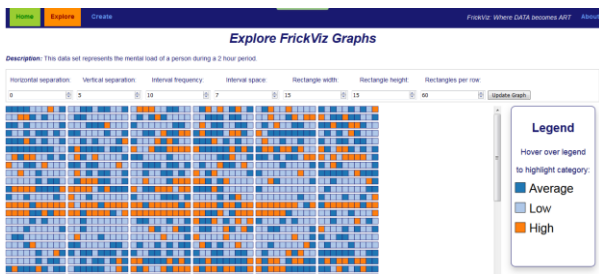 Home Explore Create FrickViz: Where DATA becomes ART About
Explore FrickViz Graphs
Description: This data set represents the mental load of a person during a 2 hour period.
Horizontal separation: Vertical separation: Interval frequency: Interval space: Rectangle width: Rectangle height: Rectangles per row:
0 5 10 7 15 15 60 Update Graph
Legend
Hover over legend
to highlight category:
Average
Low
High